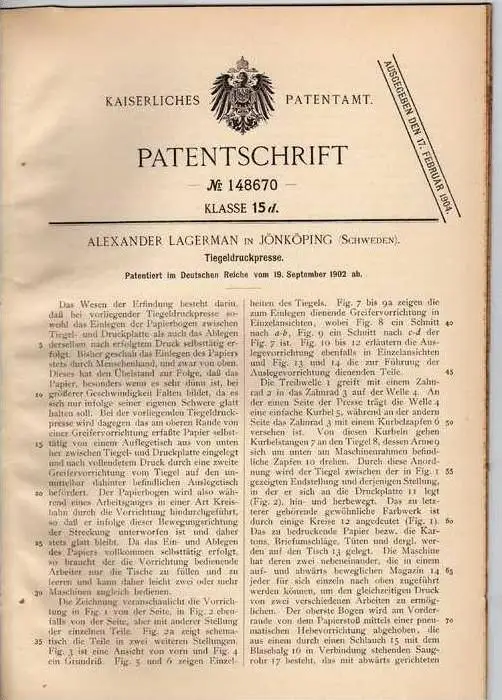 KAISERLICHES PATENTAMT.
AUSGEGEBEN DEN 17. FEBRUAR 1904.
PATENTSCHRIFT
— № 148670 —
KLASSE 15d.
ALEXANDER LAGERMAN IN JÖNKÖPING (SCHWEDEN).
Tiegeldruckpresse.
Patentiert im Deutschen Reiche vom 19. September 1902 ab.
Das Wesen der Erfindung besteht darin,
daß bei vorliegender Tiegeldruckpresse so-
wohl das Einlegen der Papierbogen zwischen
Tiegel- und Druckplatte als auch das Ablegen
5 derselben nach erfolgtem Druck selbsttätig er-
folgt. Bisher geschah das Einlegen des Papiers
stets durch Menschenhand, und zwar von oben.
Dieses hat den Übelstand zur Folge, daß das
Papier, besonders wenn es sehr dünn ist, bei
10 größerer Geschwindigkeit Falten bildet, da es
sich nur infolge seiner eigenen Schwere glatt
halten soll. Bei der vorliegenden Tiegeldruck-
presse wird dagegen das am oberen Rande von
einer Greifervorrichtung erfaßte Papier selbst-
15 tätig von einem Auflegetisch aus von unten
her zwischen Tiegel- und Druckplatte eingelegt
und nach vollendetem Druck durch eine zweite
Greifervorrichtung vom Tiegel auf den un-
mittelbar dahinter befindlichen Auslegetisch
20 befördert. Der Papierbogen wird also wäh-
rend eines Arbeitsganges in einer Art Kreis-
bahn durch die Vorrichtung hindurchgeführt,
so daß er infolge dieser Bewegungsrichtung
der Streckung unterworfen ist und daher
25 stets glatt bleibt. Da das Ein- und Ablegen
des Papiers vollkommen selbsttätig erfolgt,
so braucht der die Vorrichtung bedienende
Arbeiter nur die Tische zu füllen und zu
leeren und kann daher leicht zwei oder mehr
30 Maschinen zugleich bedienen.
Die Zeichnung veranschaulicht die Vorrich-
tung in Fig. 1 von der Seite, in Fig. 2 eben-
falls von der Seite, aber mit anderer Stellung
der einzelnen Teile. Fig. 2a zeigt schema-
35 tisch die Teile in zwei weiteren Stellungen.
Fig. 3 ist eine Ansicht von vorn und Fig. 4
ein Grundriß. Fig. 5 und 6 zeigen Einzel-
heiten des Tiegels. Fig. 7 bis 9a zeigen die
zum Einlegen dienende Greifervorrichtung in
Einzelansichten, wobei Fig. 8 ein Schnitt 40
nach a-b, Fig. 9 ein Schnitt nach c-d der
Fig. 7 ist. Fig. 10 bis 12 erläutern die Aus-
legevorrichtung ebenfalls in Einzelansichten
und Fig. 13 und 14 die zur Führung der
Auslegevorrichtung dienenden Teile. 45
Die Treibwelle 1 greift mit einem Zahn-
rad 2 in das Zahnrad 3 auf der Welle 4. An
der einen Seite der Presse trägt die Welle 4
eine einfache Kurbel 5, während an der andern
Seite das Zahnrad 3 mit einem Kurbelzapfen 6 50
versehen ist. Von diesen Kurbeln gehen
Kurbelstangen 7 an den Tiegel 8, dessen Arme 9
sich um unten am Maschinenrahmen befind-
liche Zapfen 10 drehen. Durch diese Anord-
nung wird der Tiegel zwischen der in Fig. 1 55
gezeigten Endstellung und derjenigen Stellung,
in der er sich an die Druckplatte 11 legt
(Fig. 2), hin- und herbewegt. Das zu letz-
terer gehörende gewöhnliche Farbwerk ist
durch einige Kreise 12 angedeutet (Fig. 1). 60
Das zu bedruckende Papier bzw. die Kar-
tons, Briefumschläge, Tüten und dergl. wer-
den auf den Tisch 13 gelegt. Die Maschine
hat deren zwei nebeneinander, die in einem
auf- und abwärts beweglichen Magazin 14 65
jeder für sich einzeln nach oben zugeführt
werden können, um den gleichzeitigen Druck
von zwei verschiedenen Arbeiten zu ermög-
lichen. Der oberste Bogen wird am Vorder-
rande von dem Papierstoß mittels einer pneu- 70
matischen Hebevorrichtung abgehoben, die
aus einem durch einen Schlauch 15 mit dem
Blasebalg 16 in Verbindung stehenden Saug-
rohr 17 besteht, das mit abwärts gerichteten